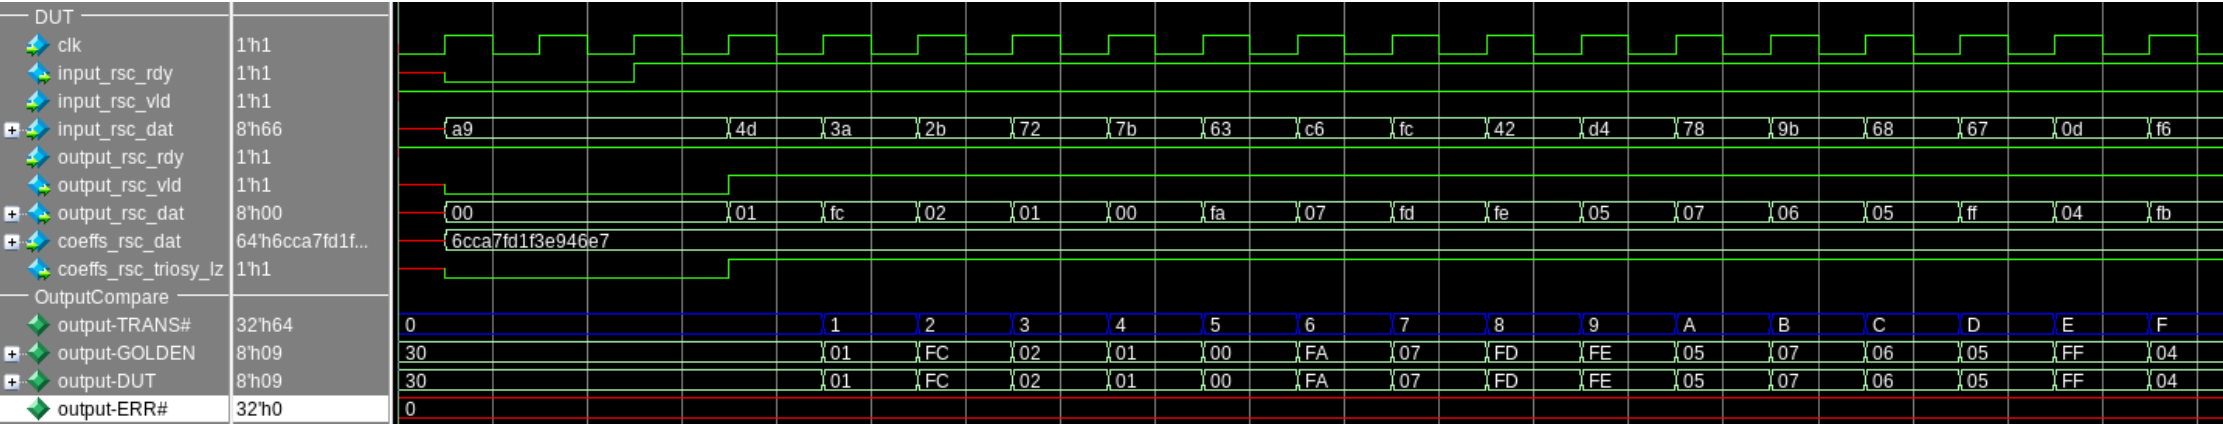 DUT
clk 1'h1
input_rsc_rdy 1'h1
input_rsc_vld 1'h1
input_rsc_dat 8'h66 a9 4d 3a 2b 72 7b 63 c6 fc 42 d4 78 9b 68 67 0d f6
output_rsc_rdy 1'h1
output_rsc_vld 1'h1
output_rsc_dat 8'h00 00 01 fc 02 01 00 fa 07 fd fe 05 07 06 05 ff 04 fb
coeffs_rsc_dat 64'h6cca7fd1f... 6cca7fd1f3e946e7
coeffs_rsc_triosy_lz 1'h1
OutputCompare
output-TRANS# 32'h64 0 1 2 3 4 5 6 7 8 9 A B C D E F
output-GOLDEN 8'h09 30 01 FC 02 01 00 FA 07 FD FE 05 07 06 05 FF 04
output-DUT 8'h09 30 01 FC 02 01 00 FA 07 FD FE 05 07 06 05 FF 04
output-ERR# 32'h0 0